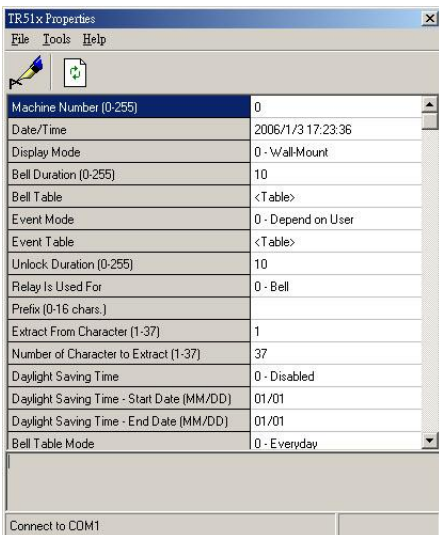 TR51x Properties
File Tools Help
Machine Number (0-255) 0
Date/Time 2006/1/3 17:23:36
Display Mode 0 - Wall-Mount
Bell Duration (0-255) 10
Bell Table <Table>
Event Mode 0 - Depend on User
Event Table <Table>
Unlock Duration (0-255) 10
Relay Is Used For 0 - Bell
Prefix (0-16 chars.)
Extract From Character (1-37) 1
Number of Character to Extract (1-37) 37
Daylight Saving Time 0 - Disabled
Daylight Saving Time - Start Date (MM/DD) 01/01
Daylight Saving Time - End Date (MM/DD) 01/01
Bell Table Mode 0 - Everyday
Connect to COM1